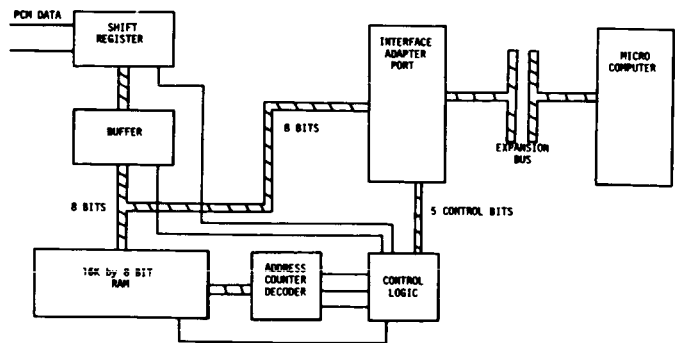 PCM DATA
SHIFT
REGISTER
INTERFACE
ADAPTER
PORT
MICRO
COMPUTER
BUFFER
8 BITS
EXPANSION
BUS
8 BITS
5 CONTROL BITS
16K by 8 BIT
RAM
ADDRESS
COUNTER
DECODER
CONTROL
LOGIC